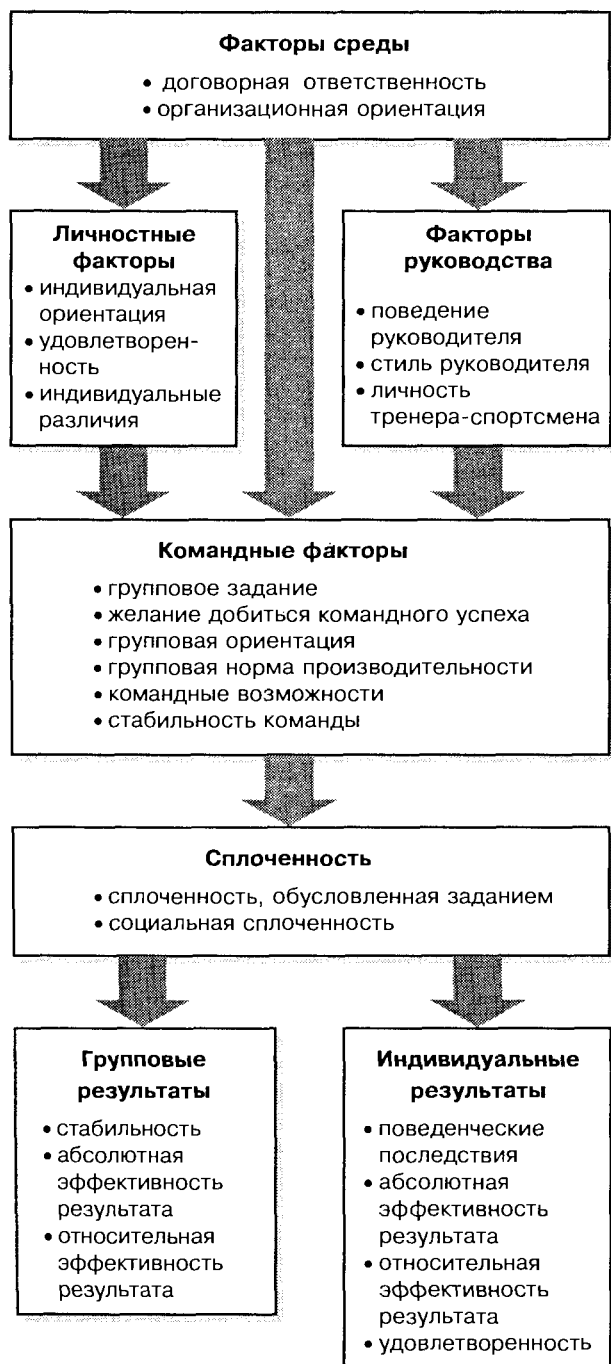 Факторы среды
• договорная ответственность
• организационная ориентация
Личностные
факторы
• индивидуальная
ориентация
• удовлетворен-
ность
• индивидуальные
различия
Факторы
руководства
• поведение
руководителя
• стиль руководителя
• личность
тренера-спортсмена
Командные факторы
• групповое задание
• желание добиться командного успеха
• групповая ориентация
• групповая норма производительности
• командные возможности
• стабильность команды
Сплоченность
• сплоченность, обусловленная заданием
• социальная сплоченность
Групповые
результаты
• стабильность
• абсолютная
эффективность
результата
• относительная
эффективность
результата
Индивидуальные
результаты
• поведенческие
последствия
• абсолютная
эффективность
результата
• относительная
эффективность
результата
• удовлетворенность